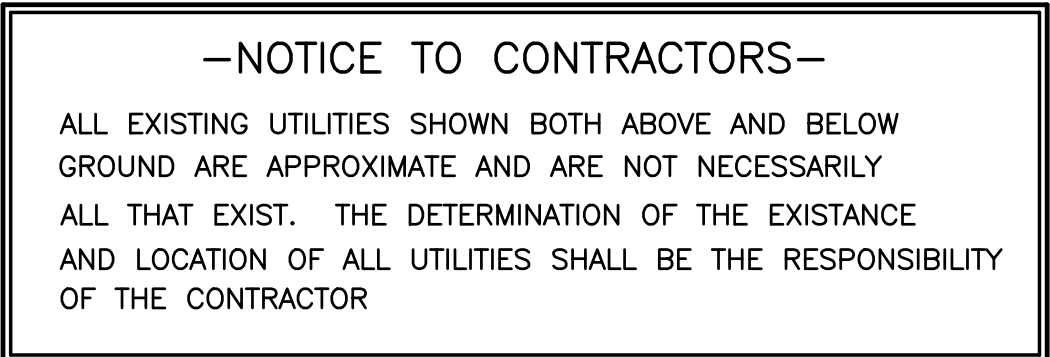 -NOTICE TO CONTRACTORS-
ALL EXISTING UTILITIES SHOWN BOTH ABOVE AND BELOW
GROUND ARE APPROXIMATE AND ARE NOT NECESSARILY
ALL THAT EXIST. THE DETERMINATION OF THE EXISTANCE
AND LOCATION OF ALL UTILITIES SHALL BE THE RESPONSIBILITY
OF THE CONTRACTOR